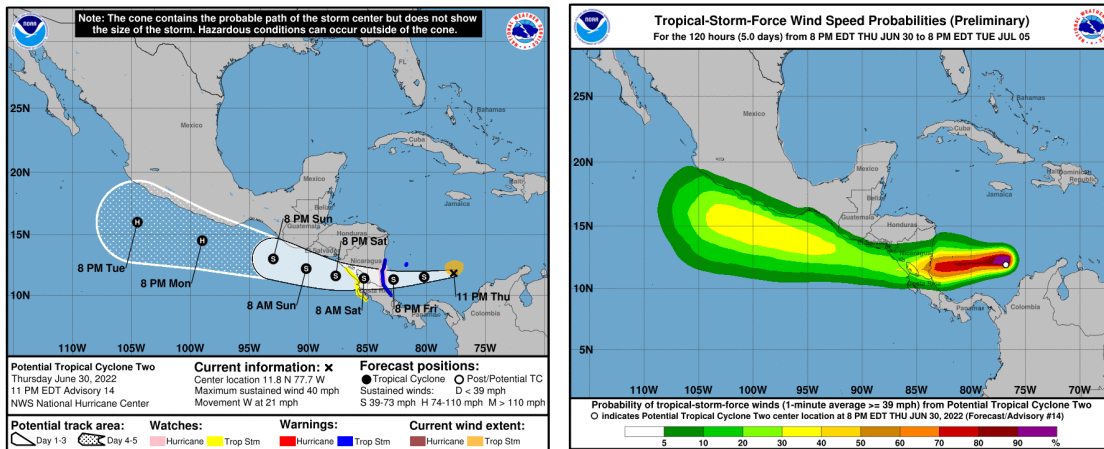 Note: The cone contains the probable path of the storm center but does not show
the size of the storm. Hazardous conditions can occur outside of the cone.
NOAA
FL
25N
Mexico
Bahamas
Cuba
20N
Mexico
Haiti
Belize
Jamaica
8 PM Sun
15N
Guatemala
Honduras
El Salvador
8 PM Sat
H
H
8 PM Tue
Nicaragua
S
S
S
S
S
S
8 PM Mon
11 PM Thu
10N
8 AM Sun
8 AM Sat
Costa Rica
8 PM Fri
Panama
Colombia
110W 105W 100W 95W 90W 85W 80W 75W
Potential Tropical Cyclone Two
Thursday June 30, 2022
11 PM EDT Advisory 14
NWS National Hurricane Center
Current information: ×
Center location 11.8 N 77.7 W
Maximum sustained wind 40 mph
Movement W at 21 mph
Forecast positions:
Tropical Cyclone Post/Potential TC
Sustained winds: D < 39 mph
S 39-73 mph H 74-110 mph M > 110 mph
Potential track area:
Day 1-3 Day 4-5
Watches:
Hurricane Trop Stm
Warnings:
Hurricane Trop Stm
Current wind extent:
Hurricane Trop Stm
Tropical-Storm-Force Wind Speed Probabilities (Preliminary)
For the 120 hours (5.0 days) from 8 PM EDT THU JUN 30 to 8 PM EDT TUE JUL 05
NOAA
25N
Mexico
Bahamas
Cuba
20N
Mexico
Haiti
Dominican
Republic
Belize
Jamaica
15N
Guatemala
Honduras
El Salvador
Nicaragua
10N
Costa Rica
Panama
Colombia
5N
110W 105W 100W 95W 90W 85W 80W 75W 70W
Probability of tropical-storm-force winds (1-minute average >= 39 mph) from Potential Tropical Cyclone Two
O indicates Potential Tropical Cyclone Two center location at 8 PM EDT THU JUN 30, 2022 (Forecast/Advisory #14)
5 10 20 30 40 50 60 70 80 90 %